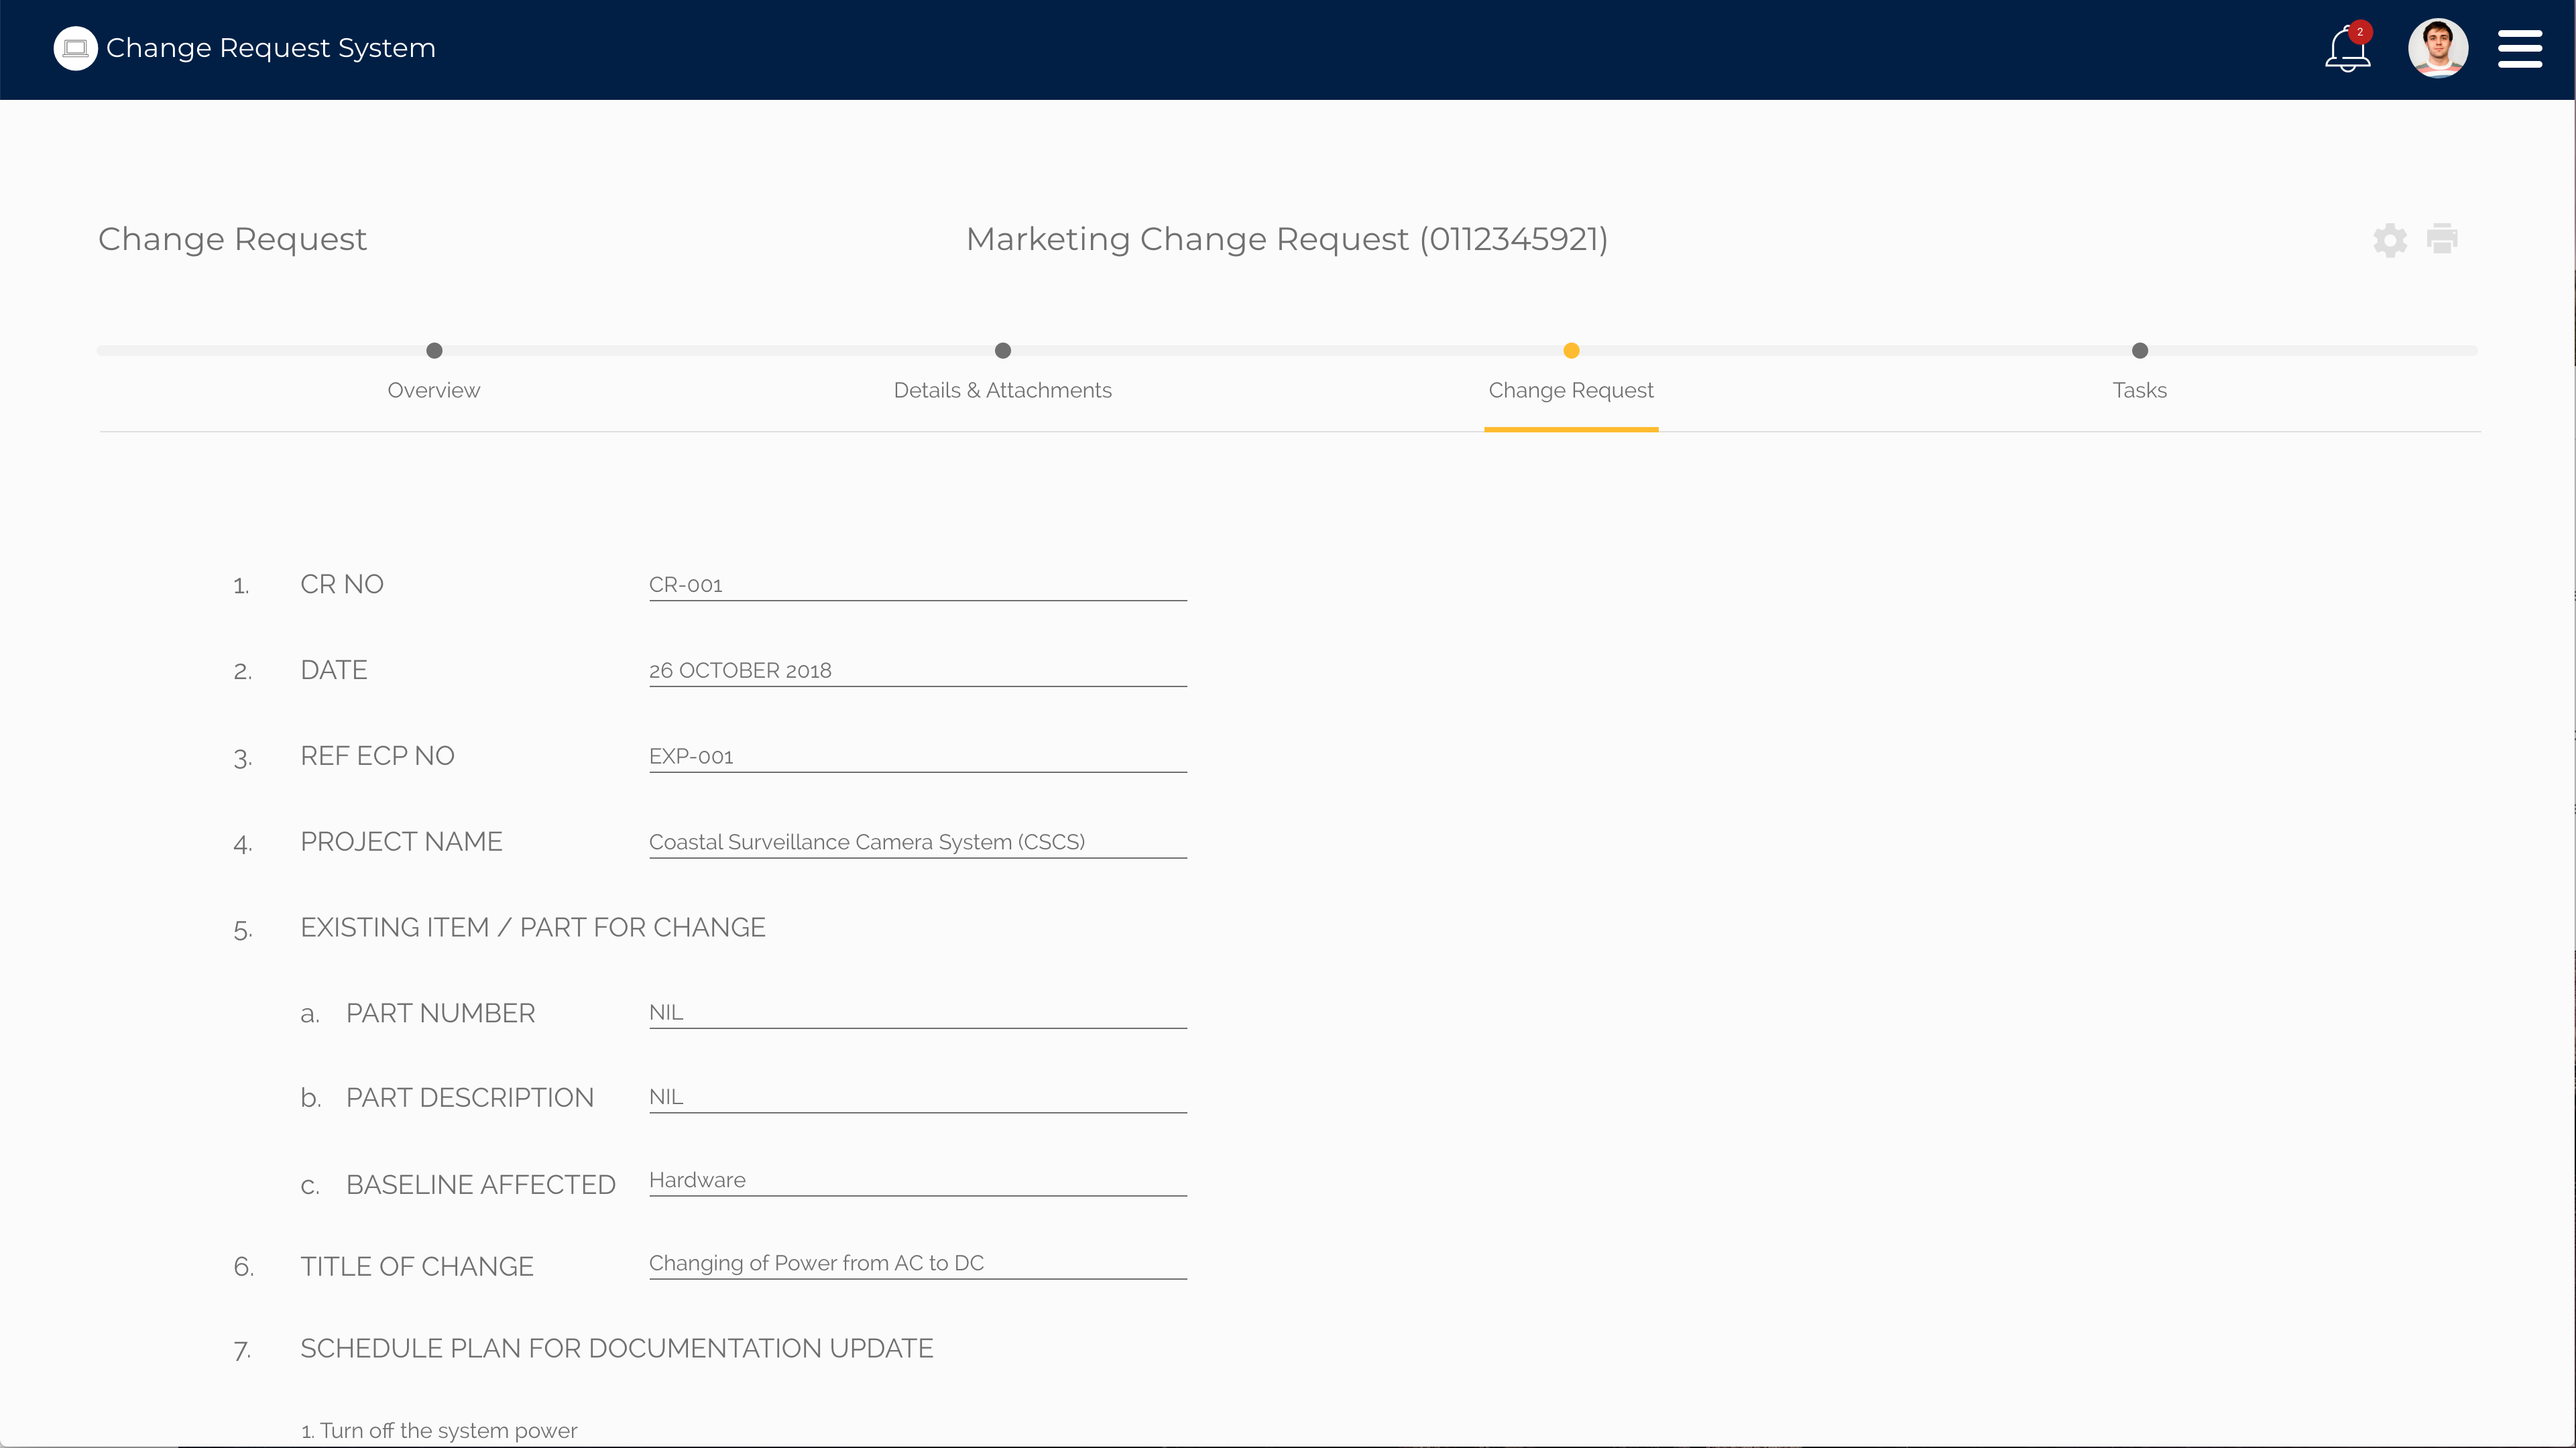 Change Request System
2
Change Request
Marketing Change Request (0112345921)
Overview
Details & Attachments
Change Request
Tasks
1. CR NO CR-001
2. DATE 26 OCTOBER 2018
3. REF ECP NO EXP-001
4. PROJECT NAME Coastal Surveillance Camera System (CSCS)
5. EXISTING ITEM / PART FOR CHANGE
a. PART NUMBER NIL
b. PART DESCRIPTION NIL
c. BASELINE AFFECTED Hardware
6. TITLE OF CHANGE Changing of Power from AC to DC
7. SCHEDULE PLAN FOR DOCUMENTATION UPDATE
1. Turn off the system power